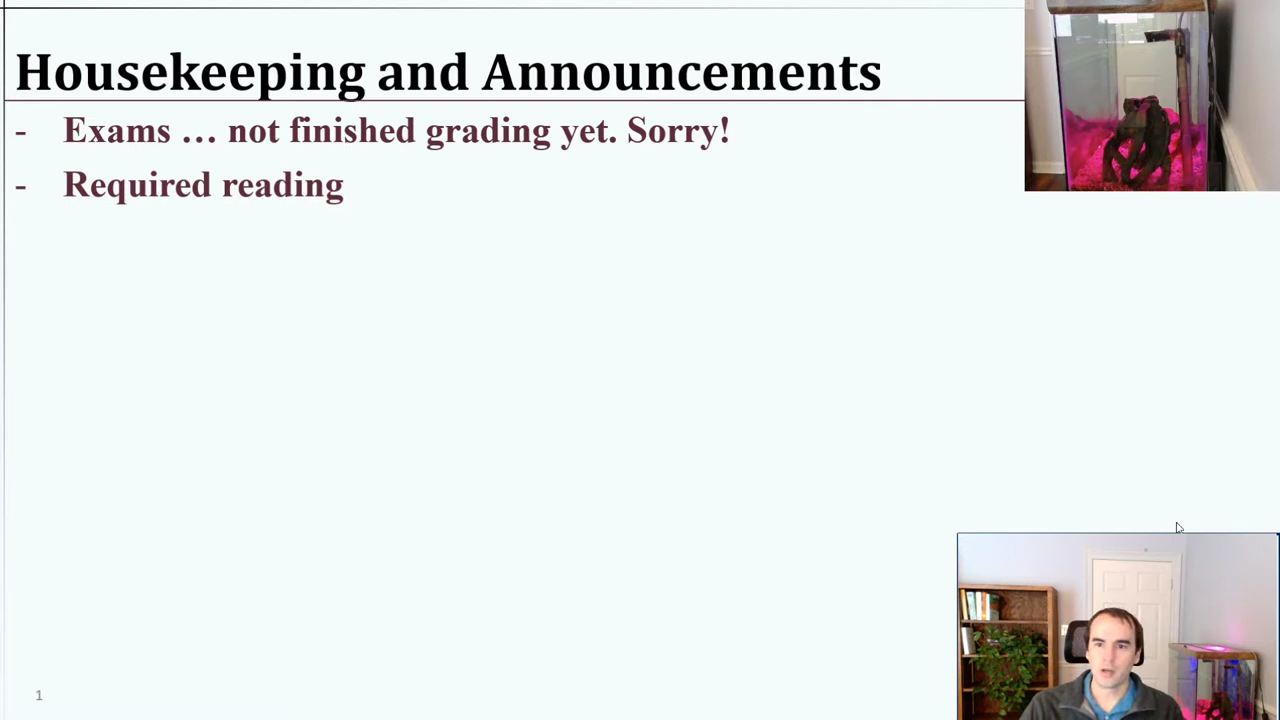 Housekeeping and Announcements
- Exams … not finished grading yet. Sorry!
- Required reading
1